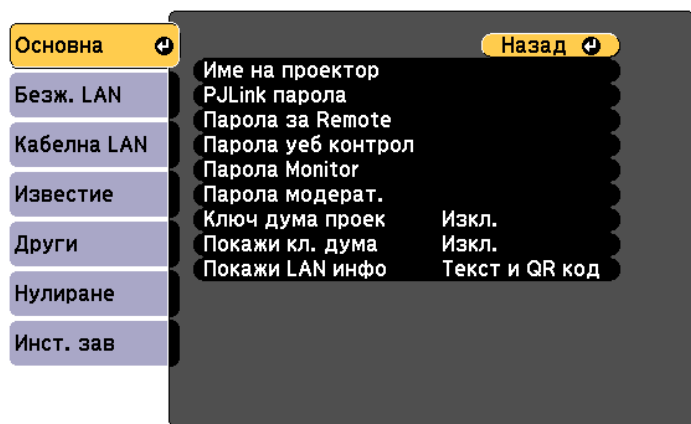 Основна
Безж. LAN
Кабелна LAN
Известие
Други
Нулиране
Инст. зав
Назад
Име на проектор
PJLink парола
Парола за Remote
Парола уеб контрол
Парола Monitor
Парола модерат.
Ключ дума проек Изкл.
Покажи кл. дума Изкл.
Покажи LAN инфо Текст и QR код